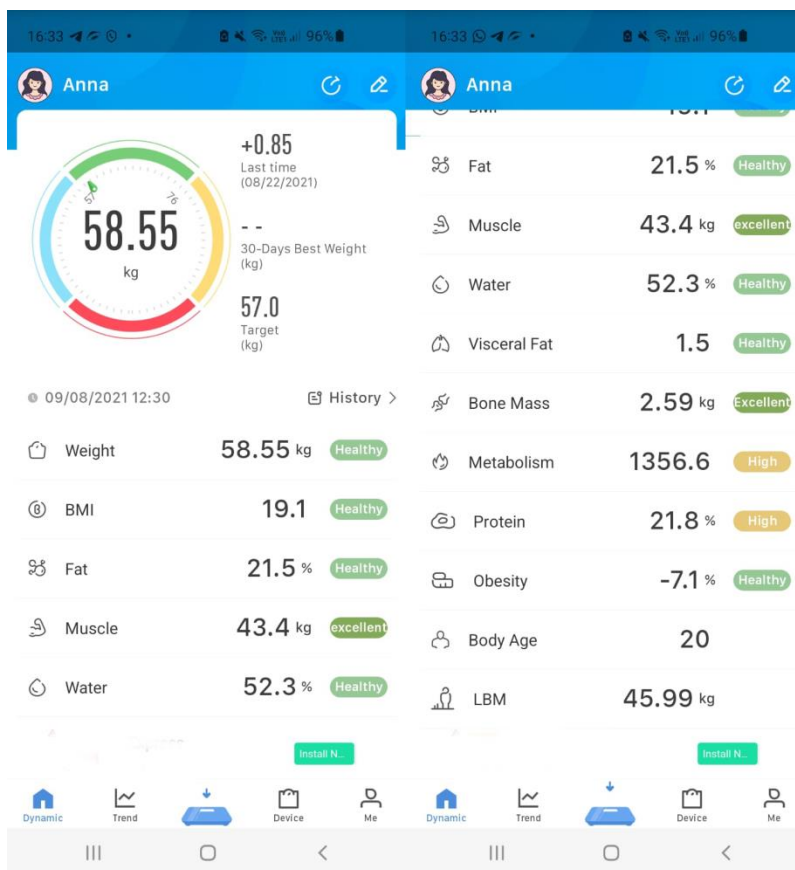 16:33
96%
Anna
+0.85
Last time
(08/22/2021)
57
76
58.55
kg
- -
30-Days Best Weight
(kg)
57.0
Target
(kg)
09/08/2021 12:30
History >
Weight 58.55 kg Healthy
BMI 19.1 Healthy
Fat 21.5 % Healthy
Muscle 43.4 kg excellent
Water 52.3 % Healthy
Install N...
Dynamic Trend Device Me
16:33
96%
Anna
Fat 21.5 % Healthy
Muscle 43.4 kg excellent
Water 52.3 % Healthy
Visceral Fat 1.5 Healthy
Bone Mass 2.59 kg Excellent
Metabolism 1356.6 High
Protein 21.8 % High
Obesity -7.1 % Healthy
Body Age 20
LBM 45.99 kg
Install N...
Dynamic Trend Device Me